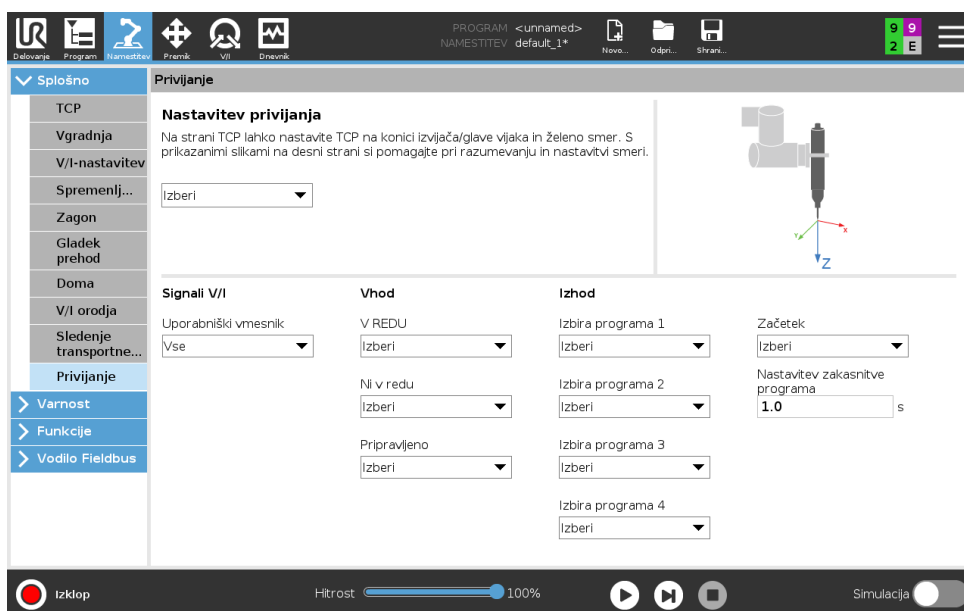 PROGRAM <unnamed>
NAMESTITEV default_1*
Delovanje
Program
Namestitev
Premik
V/I
Dnevnik
Novo...
Odpri...
Shrani...
9 9
2 E
Splošno
TCP
Vgradnja
V/I-nastavitev
Spremenlj...
Zagon
Gladek
prehod
Doma
V/I orodja
Sledenje
transportne...
Privijanje
Varnost
Funkcije
Vodilo Fieldbus
Privijanje
Nastavitev privijanja
Na strani TCP lahko nastavite TCP na konici izvijača/glave vijaka in želeno smer. S
prikazanimi slikami na desni strani si pomagajte pri razumevanju in nastavitvi smeri.
Izberi
Y
X
Z
Signali V/I
Uporabniški vmesnik
Vse
Vhod
V REDU
Izberi
Ni v redu
Izberi
Pripravljeno
Izberi
Izhod
Izbira programa 1
Izberi
Izbira programa 2
Izberi
Izbira programa 3
Izberi
Izbira programa 4
Izberi
Začetek
Izberi
Nastavitev zakasnitve
programa
1.0 s
Izklop
Hitrost 100%
Simulacija